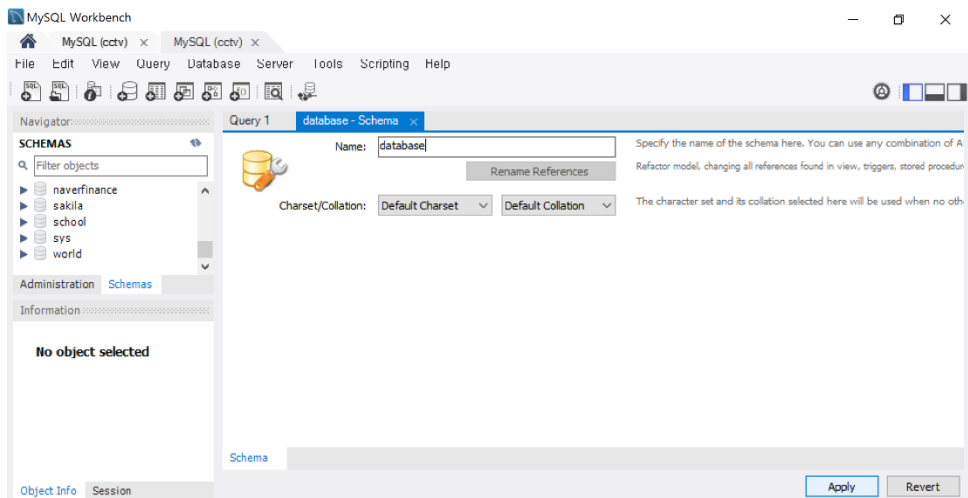 MySQL Workbench
MySQL (cctv) × MySQL (cctv) ×
File Edit View Query Database Server Tools Scripting Help
Navigator
SCHEMAS
Filter objects
naverfinance
sakila
school
sys
world
Administration Schemas
Information
No object selected
Object Info Session
Query 1 database - Schema ×
Name: database
Specify the name of the schema here. You can use any combination of A
Rename References
Refactor model, changing all references found in view, triggers, stored procedur
Charset/Collation: Default Charset Default Collation
The character set and its collation selected here will be used when no oth
Schema
Apply Revert